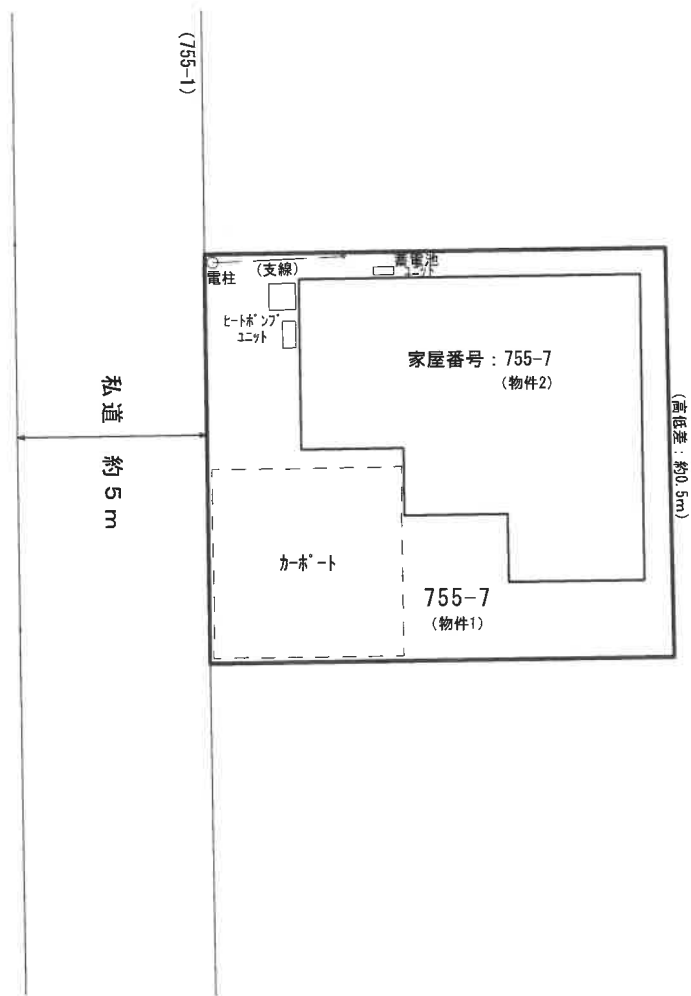 (755-1)
電柱
(支線)
蓄電池
ユニット
ヒートポンプ
ユニット
家屋番号：755-7
(物件2)
(高低差：約0.5m)
私道 約5m
カーポート
755-7
(物件1)